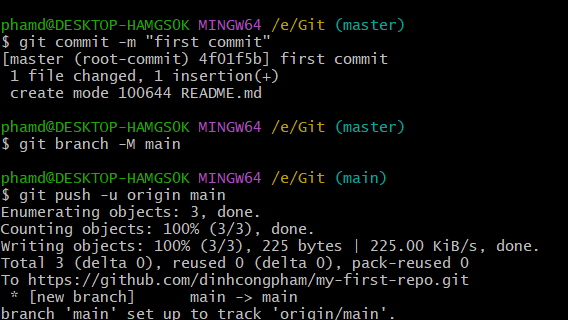 phamd@DESKTOP-HAMGS0K MINGW64 /e/Git (master)
$ git commit -m "first commit"
[master (root-commit) 4f01f5b] first commit
 1 file changed, 1 insertion(+)
 create mode 100644 README.md

phamd@DESKTOP-HAMGS0K MINGW64 /e/Git (master)
$ git branch -M main

phamd@DESKTOP-HAMGS0K MINGW64 /e/Git (main)
$ git push -u origin main
Enumerating objects: 3, done.
Counting objects: 100% (3/3), done.
Writing objects: 100% (3/3), 225 bytes | 225.00 KiB/s, done.
Total 3 (delta 0), reused 0 (delta 0), pack-reused 0
To https://github.com/dinhcongpham/my-first-repo.git
 * [new branch]      main -> main
branch 'main' set up to track 'origin/main'.